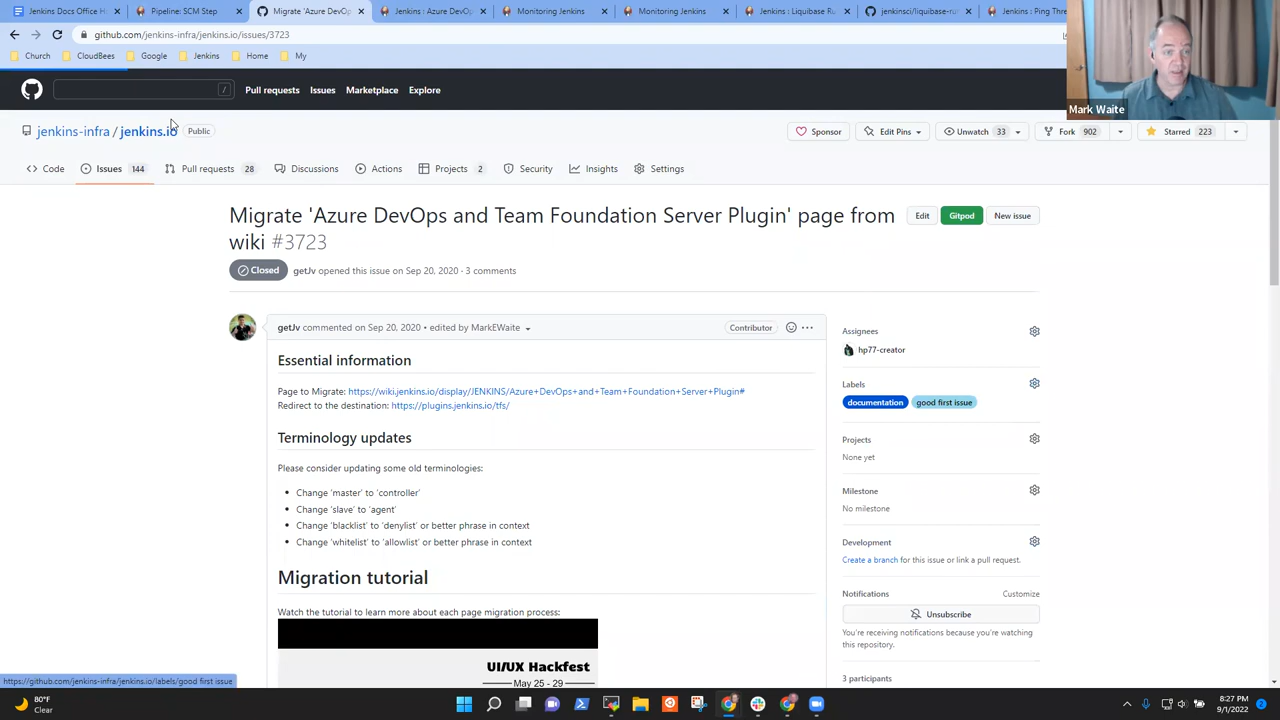 Jenkins Docs Office H
Pipeline: SCM Step
Migrate 'Azure DevOps
Jenkins : Azure DevOp
Monitoring Jenkins
Monitoring Jenkins
Jenkins : Liquibase Ru
jenkinsci/liquibase-ru
Jenkins : Ping Thre
github.com/jenkins-infra/jenkins.io/issues/3723
Church
CloudBees
Google
Jenkins
Home
My
/
Pull requests
Issues
Marketplace
Explore
Mark Waite
jenkins-infra / jenkins.io
Public
Sponsor
Edit Pins
Unwatch 33
Fork 902
Starred 223
Code
Issues 144
Pull requests 28
Discussions
Actions
Projects 2
Security
Insights
Settings
Migrate 'Azure DevOps and Team Foundation Server Plugin' page from
wiki #3723
Edit
Gitpod
New issue
Closed
getJv opened this issue on Sep 20, 2020 · 3 comments
getJv commented on Sep 20, 2020 • edited by MarkEWaite
Contributor
Essential information
Page to Migrate: https://wiki.jenkins.io/display/JENKINS/Azure+DevOps+and+Team+Foundation+Server+Plugin#
Redirect to the destination: https://plugins.jenkins.io/tfs/
Terminology updates
Please consider updating some old terminologies:
• Change 'master' to 'controller'
• Change 'slave' to 'agent'
• Change 'blacklist' to 'denylist' or better phrase in context
• Change 'whitelist' to 'allowlist' or better phrase in context
Migration tutorial
Watch the tutorial to learn more about each page migration process:
UI/UX Hackfest
May 25 - 29
Assignees
hp77-creator
Labels
documentation
good first issue
Projects
None yet
Milestone
No milestone
Development
Create a branch for this issue or link a pull request.
Notifications
Customize
Unsubscribe
You're receiving notifications because you're watching
this repository.
3 participants
https://github.com/jenkins-infra/jenkins.io/labels/good first issue
80°F
Clear
8:27 PM
9/1/2022
2